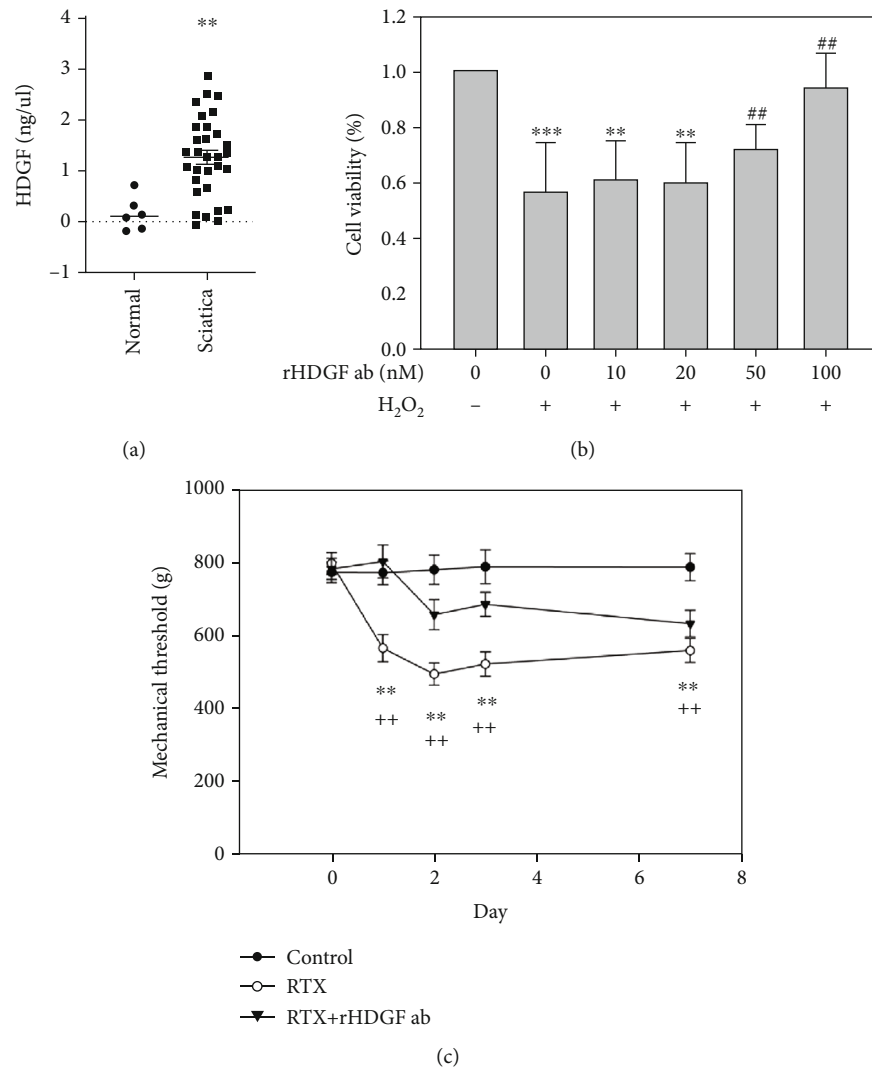 4
3
2
1
0
−1
HDGF (ng/ul)
**
Normal
Sciatica
(a)
1.2
1.0
0.8
0.6
0.4
0.2
0.0
Cell viability (%)
***
**
**
##
##
rHDGF ab (nM) 0 0 10 20 50 100
H₂O₂ – + + + + +
(b)
1000
800
600
400
200
0
Mechanical threshold (g)
**
++
**
++
**
++
**
++
0 2 4 6 8
Day
Control
RTX
RTX+rHDGF ab
(c)